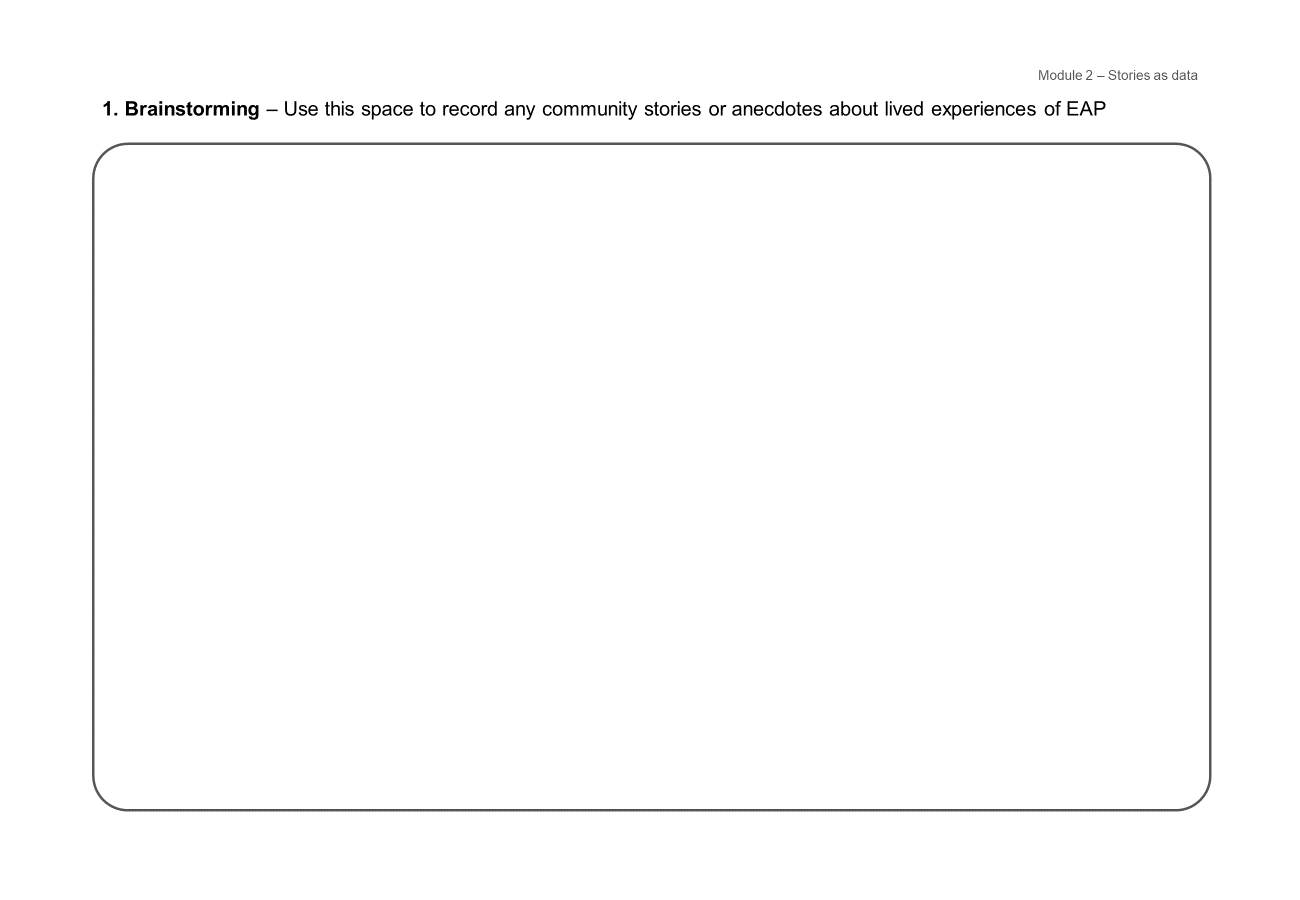 Module 2 – Stories as data
1. Brainstorming – Use this space to record any community stories or anecdotes about lived experiences of EAP